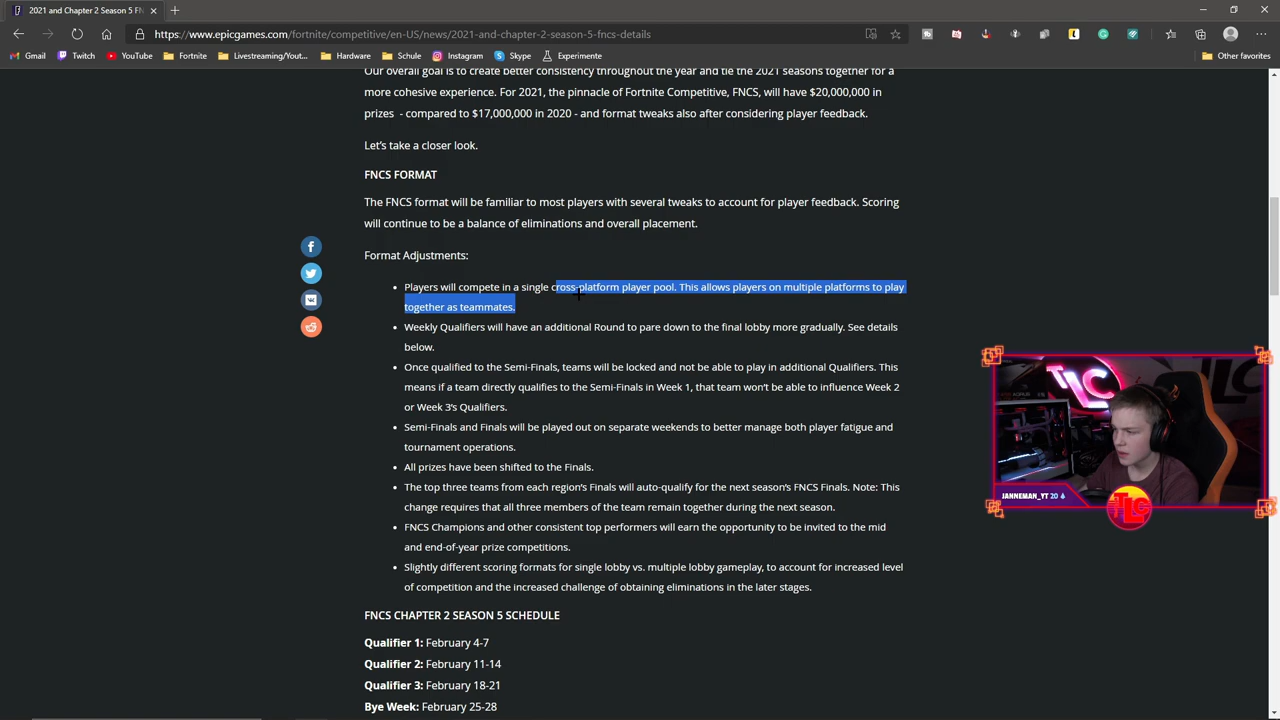 2021 and Chapter 2 Season 5 FN
https://www.epicgames.com/fortnite/competitive/en-US/news/2021-and-chapter-2-season-5-fncs-details
Gmail Twitch YouTube Fortnite Livestreaming/Yout... Hardware Schule Instagram Skype Experimente Other favorites
Our overall goal is to create better consistency throughout the year and tie the 2021 seasons together for a
more cohesive experience. For 2021, the pinnacle of Fortnite Competitive, FNCS, will have $20,000,000 in
prizes - compared to $17,000,000 in 2020 - and format tweaks also after considering player feedback.
Let's take a closer look.
FNCS FORMAT
The FNCS format will be familiar to most players with several tweaks to account for player feedback. Scoring
will continue to be a balance of eliminations and overall placement.
Format Adjustments:
Players will compete in a single cross-platform player pool. This allows players on multiple platforms to play
together as teammates.
Weekly Qualifiers will have an additional Round to pare down to the final lobby more gradually. See details
below.
Once qualified to the Semi-Finals, teams will be locked and not be able to play in additional Qualifiers. This
means if a team directly qualifies to the Semi-Finals in Week 1, that team won't be able to influence Week 2
or Week 3's Qualifiers.
Semi-Finals and Finals will be played out on separate weekends to better manage both player fatigue and
tournament operations.
All prizes have been shifted to the Finals.
The top three teams from each region's Finals will auto-qualify for the next season's FNCS Finals. Note: This
change requires that all three members of the team remain together during the next season.
FNCS Champions and other consistent top performers will earn the opportunity to be invited to the mid
and end-of-year prize competitions.
Slightly different scoring formats for single lobby vs. multiple lobby gameplay, to account for increased level
of competition and the increased challenge of obtaining eliminations in the later stages.
FNCS CHAPTER 2 SEASON 5 SCHEDULE
Qualifier 1: February 4-7
Qualifier 2: February 11-14
Qualifier 3: February 18-21
Bye Week: February 25-28
JANNEMAN_YT 20
TLC